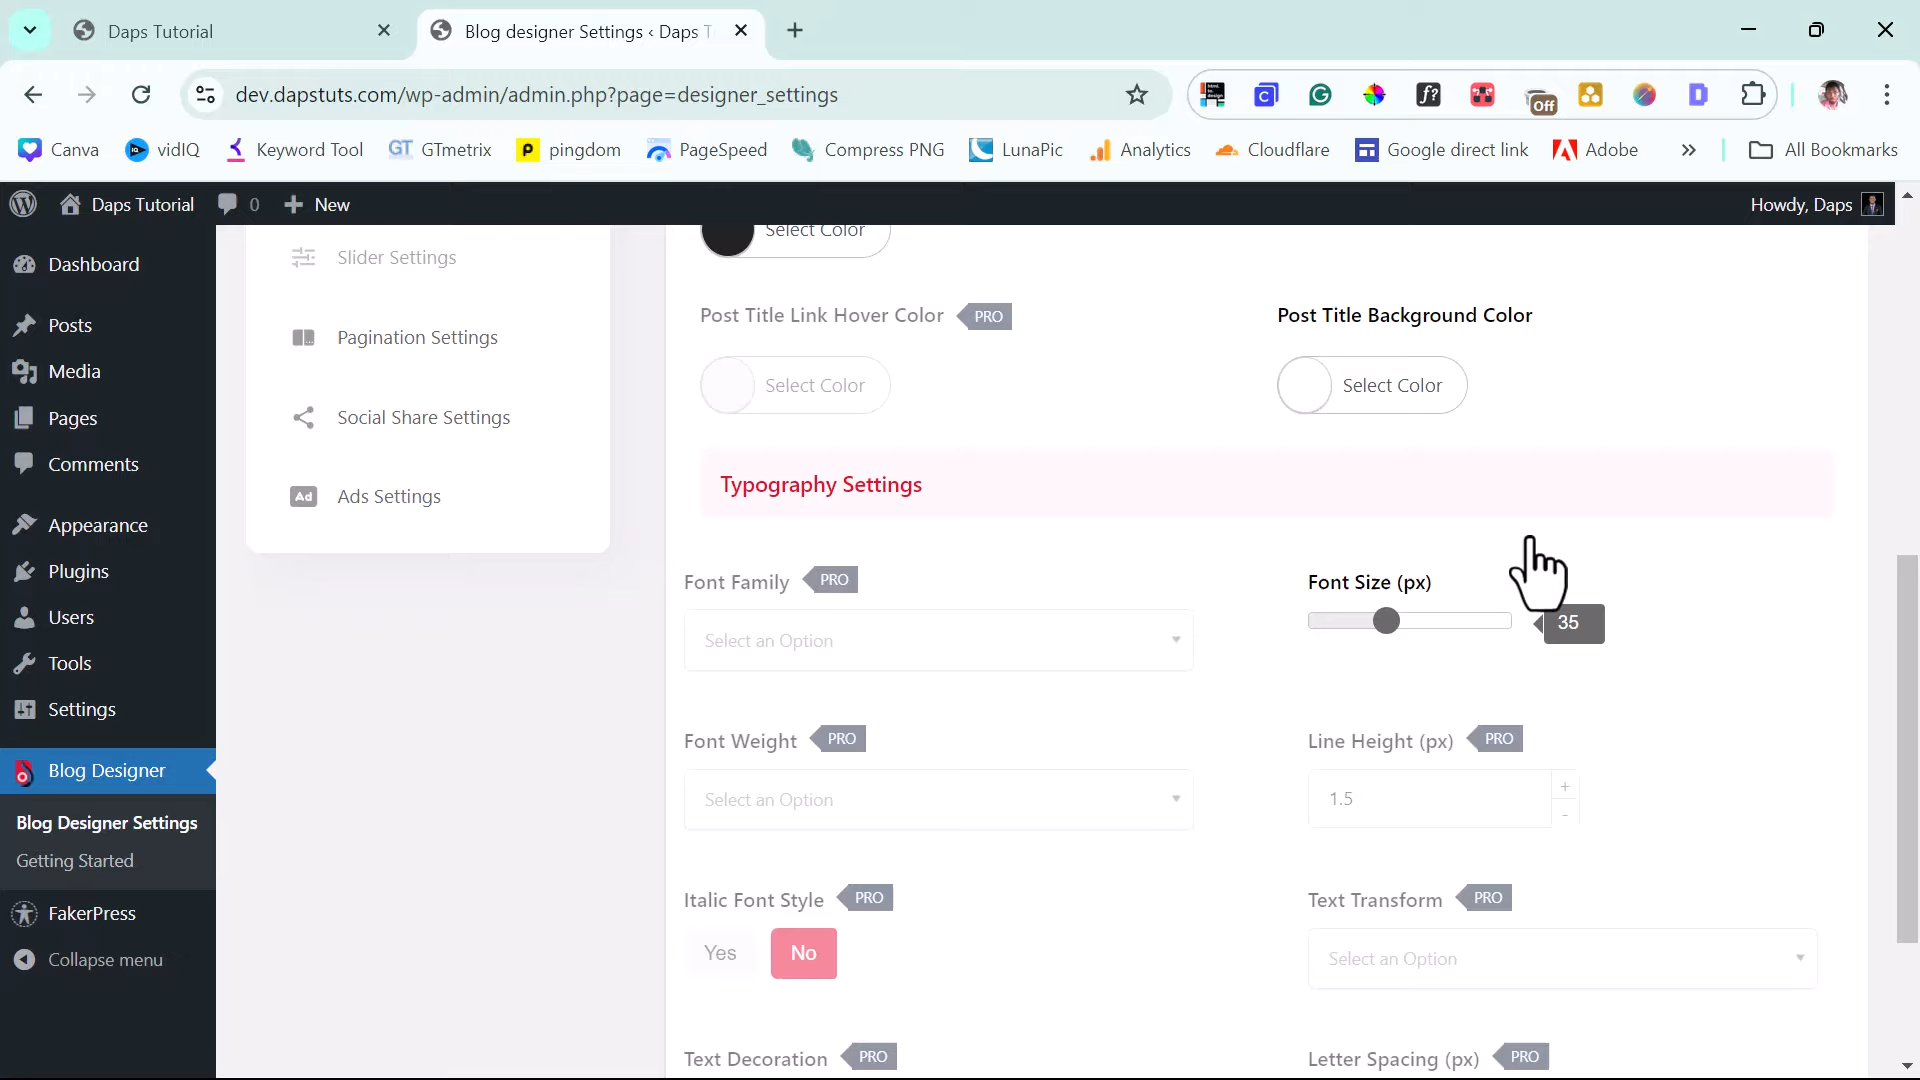 Daps Tutorial
Blog designer Settings ‹ Daps T
dev.dapstuts.com/wp-admin/admin.php?page=designer_settings
f?
Off
Canva
vidIQ
Keyword Tool
GT GTmetrix
p pingdom
PageSpeed
Compress PNG
LunaPic
Analytics
Cloudflare
Google direct link
Adobe
»
All Bookmarks
Daps Tutorial
0
New
Howdy, Daps
Dashboard
Posts
Media
Pages
Comments
Appearance
Plugins
Users
Tools
Settings
Blog Designer
Blog Designer Settings
Getting Started
FakerPress
Collapse menu
Slider Settings
Pagination Settings
Social Share Settings
Ad Ads Settings
Select Color
Post Title Link Hover Color PRO
Select Color
Post Title Background Color
Select Color
Typography Settings
Font Family PRO
Select an Option
Font Size (px)
35
Font Weight PRO
Select an Option
Line Height (px) PRO
1.5
+
-
Italic Font Style PRO
Yes No
Text Transform PRO
Select an Option
Text Decoration PRO
Letter Spacing (px) PRO